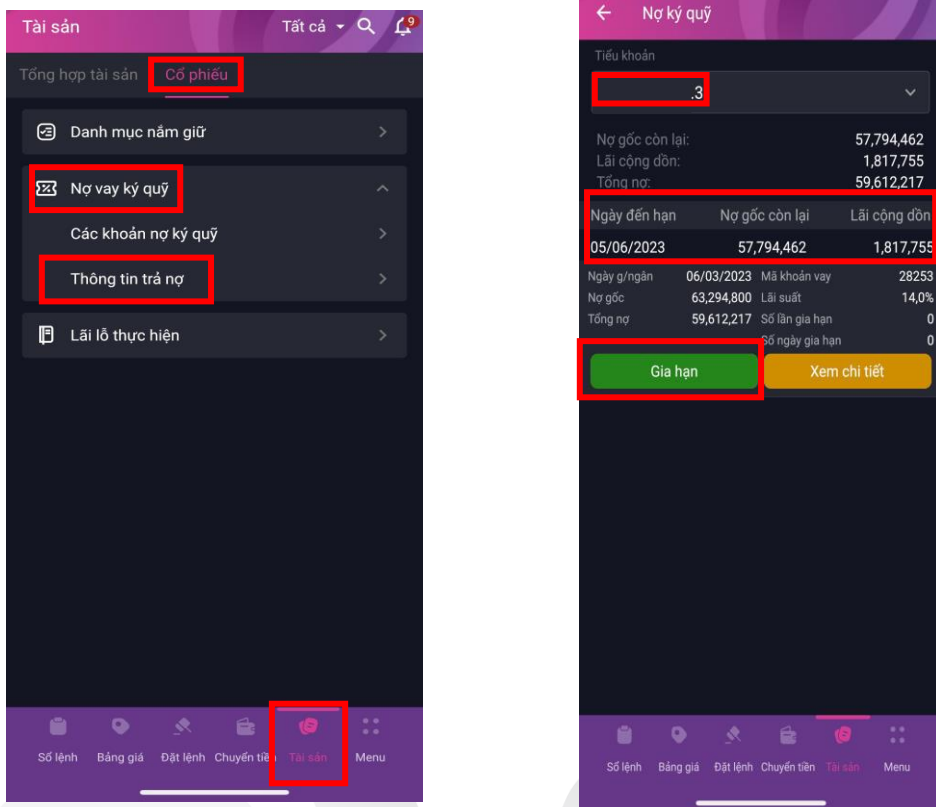 Tài sản Tất cả 9
Tổng hợp tài sản Cổ phiếu
Danh mục nắm giữ
Nợ vay ký quỹ
Các khoản nợ ký quỹ
Thông tin trả nợ
Lãi lỗ thực hiện
Sổ lệnh Bảng giá Đặt lệnh Chuyển tiền Tài sản Menu
Nợ ký quỹ
Tiểu khoản
.3
Nợ gốc còn lại: 57,794,462
Lãi cộng dồn: 1,817,755
Tổng nợ: 59,612,217
Ngày đến hạn Nợ gốc còn lại Lãi cộng dồn
05/06/2023 57,794,462 1,817,755
Ngày g/ngân 06/03/2023 Mã khoản vay 28253
Nợ gốc 63,294,800 Lãi suất 14,0%
Tổng nợ 59,612,217 Số lần gia hạn 0
Số ngày gia hạn 0
Gia hạn Xem chi tiết
Sổ lệnh Bảng giá Đặt lệnh Chuyển tiền Tài sản Menu